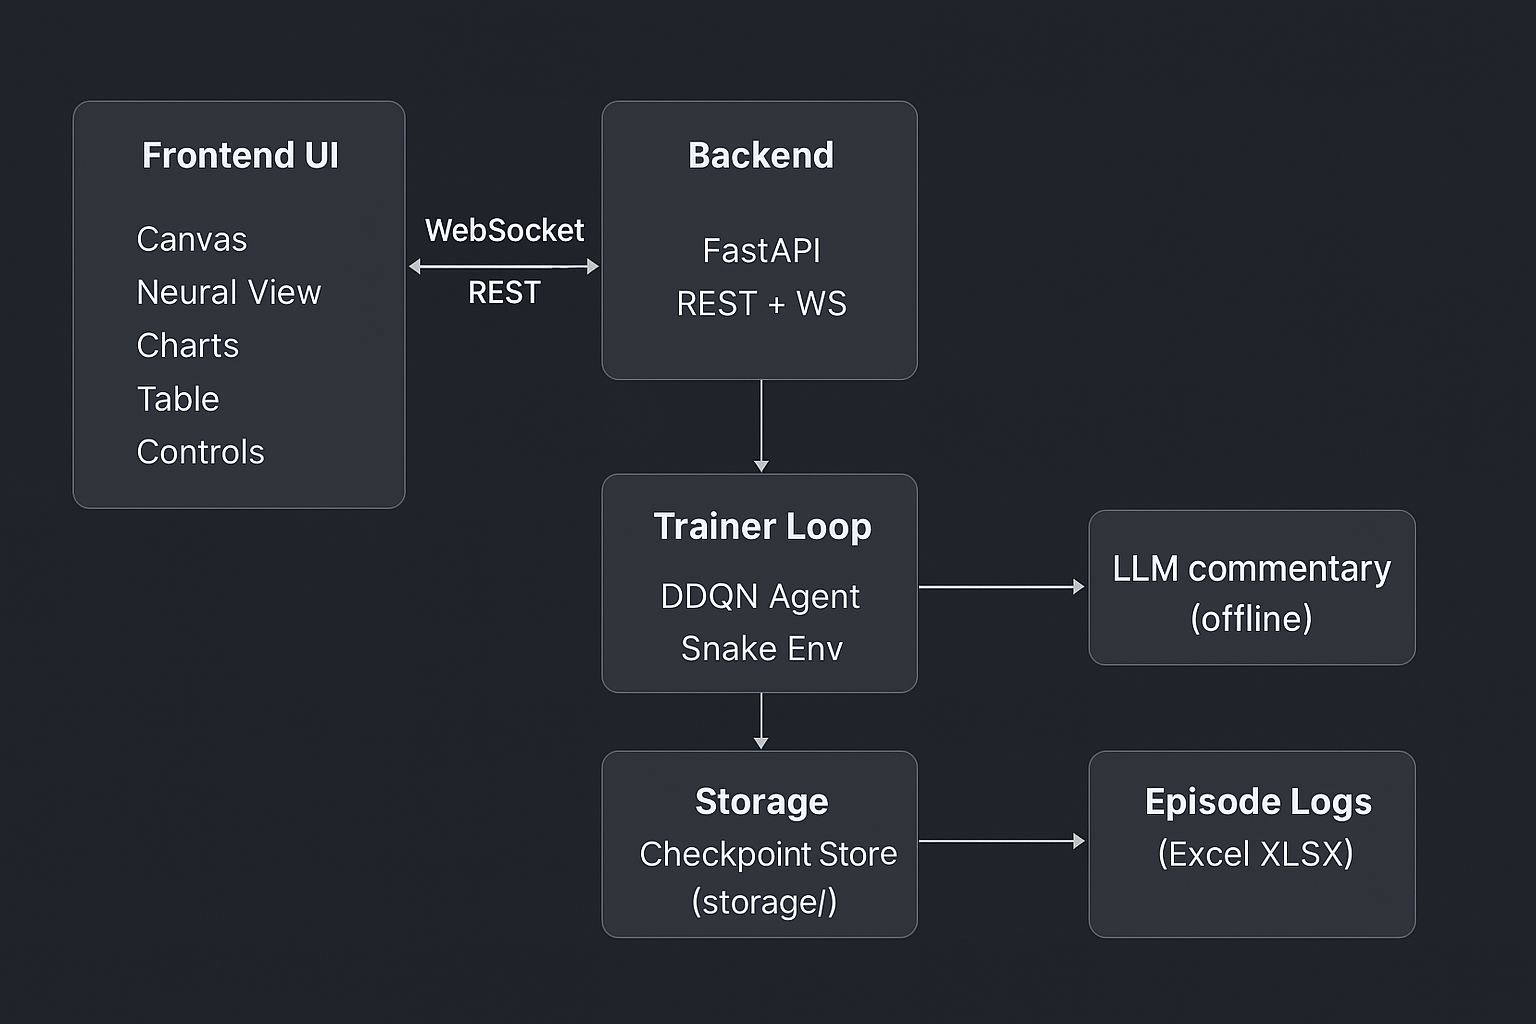 Frontend UI
Canvas
Neural View
Charts
Table
Controls
WebSocket
REST
Backend
FastAPI
REST + WS
Trainer Loop
DDQN Agent
Snake Env
LLM commentary
(offline)
Storage
Checkpoint Store
(storage/)
Episode Logs
(Excel XLSX)